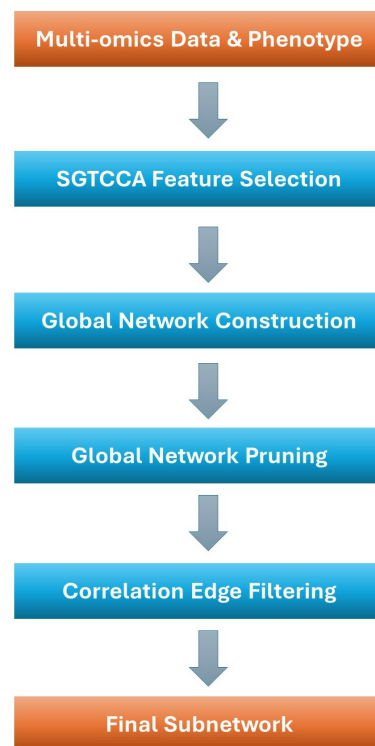 Multi-omics Data & Phenotype
SGTCCA Feature Selection
Global Network Construction
Global Network Pruning
Correlation Edge Filtering
Final Subnetwork